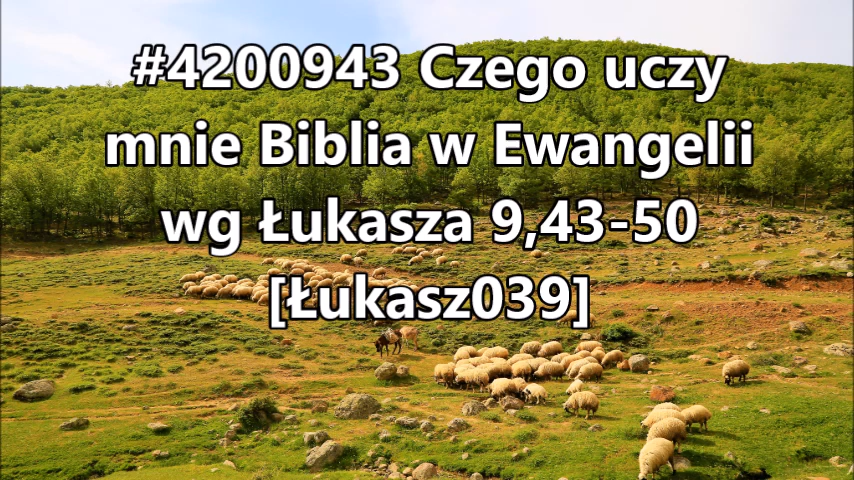 #4200943 Czego uczy
mnie Biblia w Ewangelii
wg Łukasza 9,43-50
[Łukasz039]